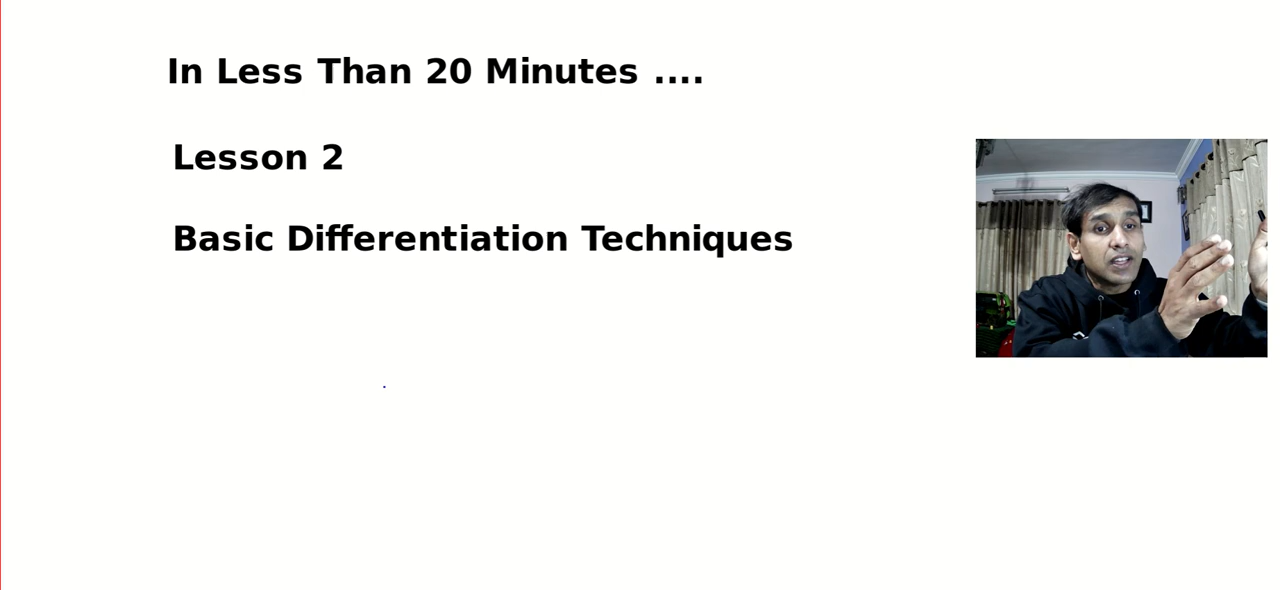 In Less Than 20 Minutes ....
Lesson 2
Basic Differentiation Techniques